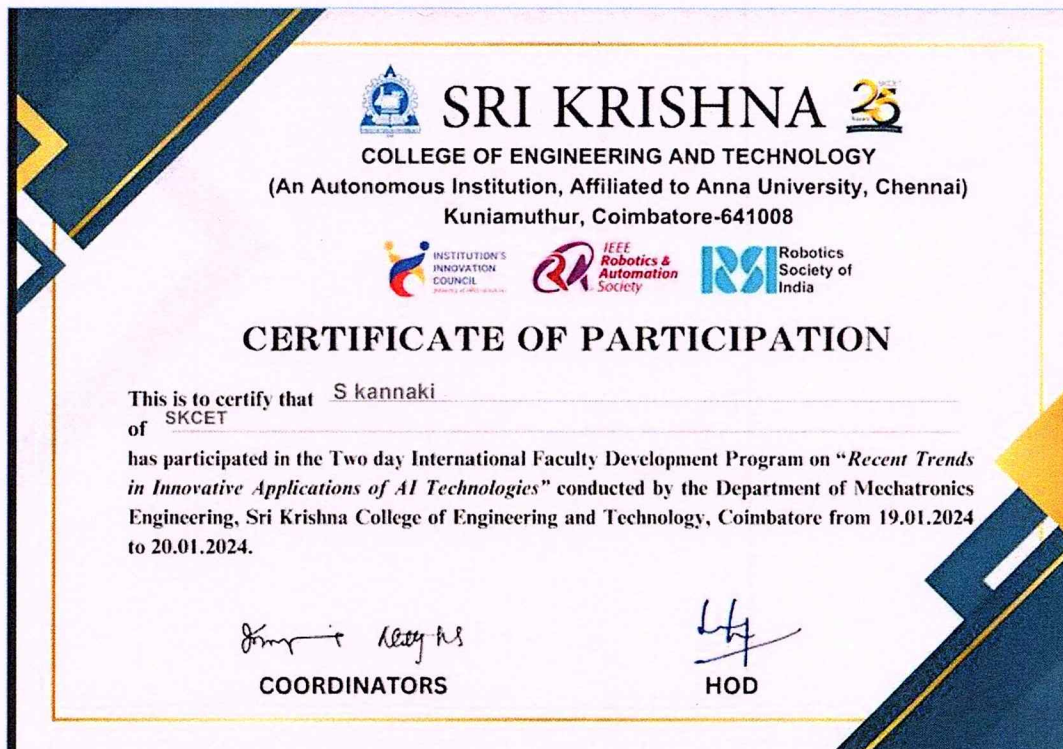 SRI KRISHNA
25
COLLEGE OF ENGINEERING AND TECHNOLOGY
(An Autonomous Institution, Affiliated to Anna University, Chennai)
Kuniamuthur, Coimbatore-641008
INSTITUTION'S
INNOVATION
COUNCIL
IEEE
Robotics &
Automation
Society
RSI
Robotics
Society of
India
CERTIFICATE OF PARTICIPATION
This is to certify that S kannaki
of SKCET
has participated in the Two day International Faculty Development Program on “Recent Trends
in Innovative Applications of AI Technologies” conducted by the Department of Mechatronics
Engineering, Sri Krishna College of Engineering and Technology, Coimbatore from 19.01.2024
to 20.01.2024.
COORDINATORS
HOD